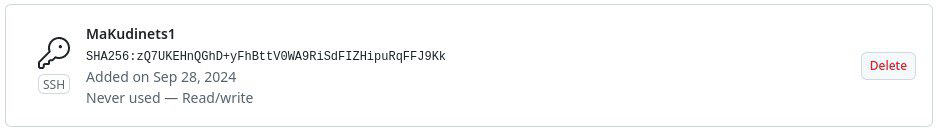 MaKudinets1
SHA256:zQ7UKEHnQGhD+yFhBttV0WA9RiSdFIZHipuRqFFJ9Kk
SSH
Added on Sep 28, 2024
Never used — Read/write
Delete